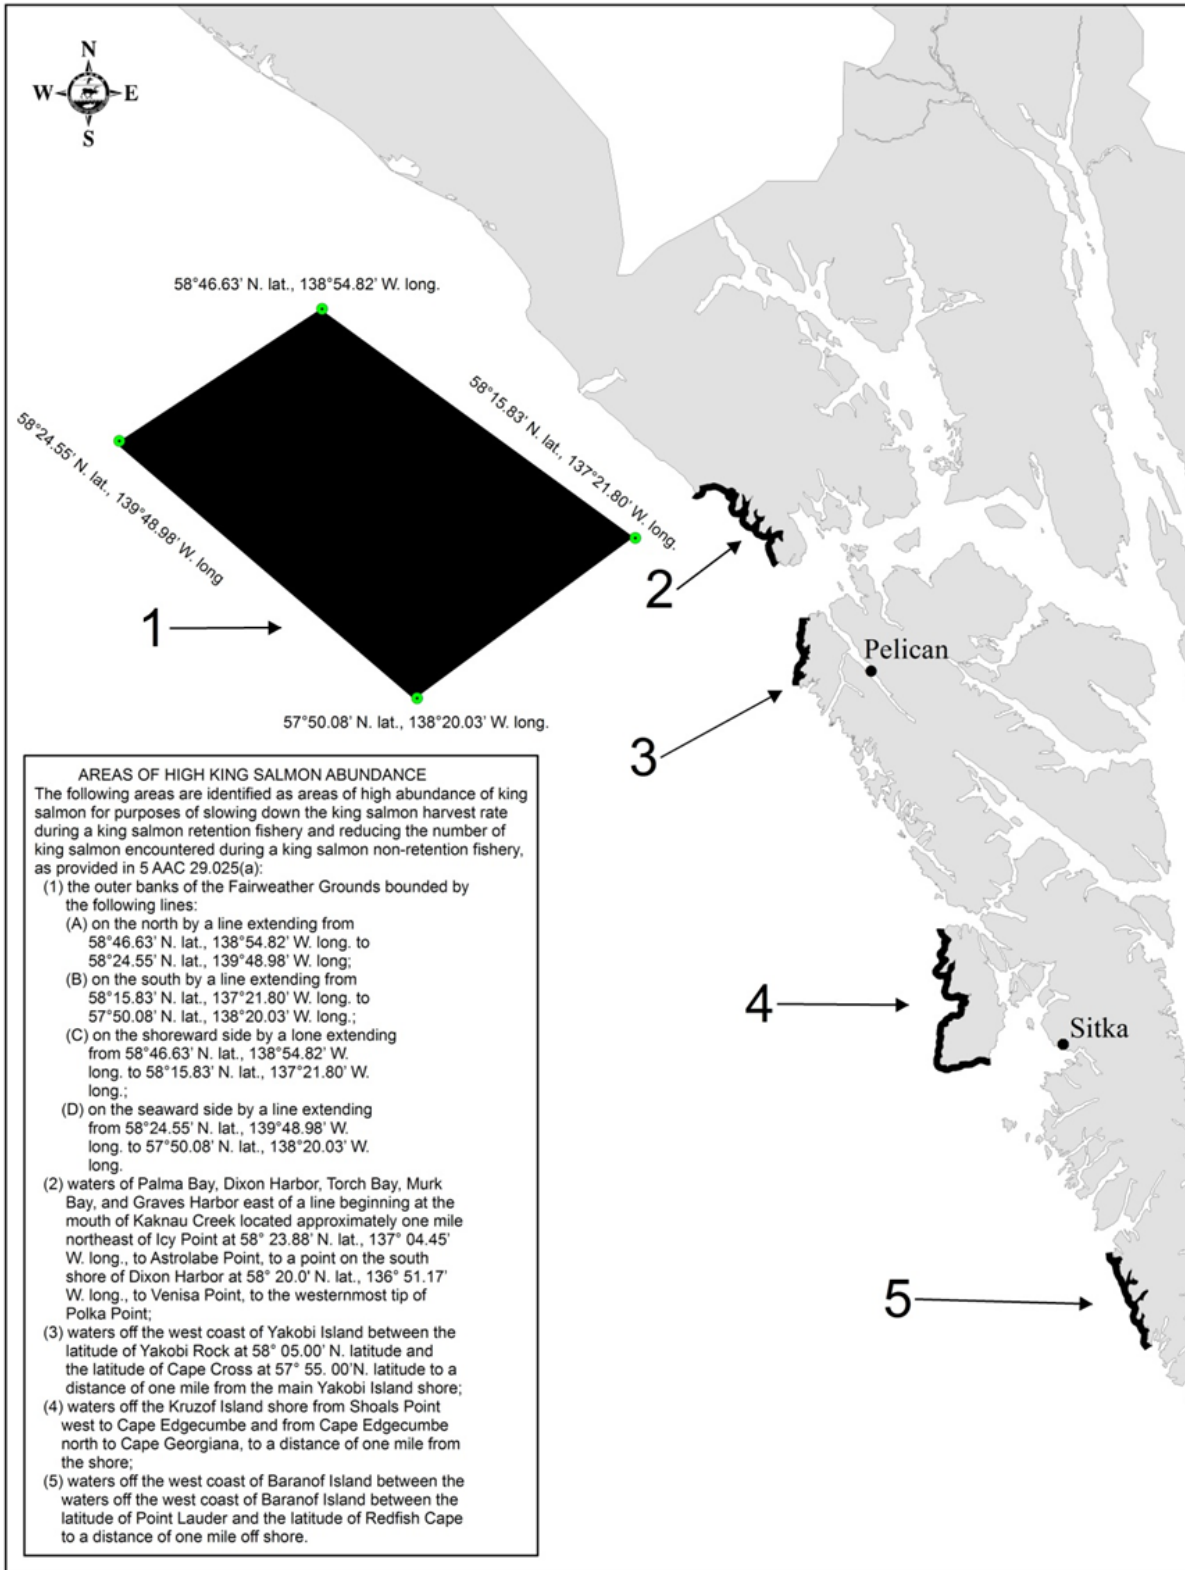 N
W E
S
58°46.63' N. lat., 138°54.82' W. long.
58°15.83' N. lat., 137°21.80' W. long.
58°24.55' N. lat., 139°48.98' W. long
2
1
Pelican
57°50.08' N. lat., 138°20.03' W. long.
3
AREAS OF HIGH KING SALMON ABUNDANCE
The following areas are identified as areas of high abundance of king
salmon for purposes of slowing down the king salmon harvest rate
during a king salmon retention fishery and reducing the number of
king salmon encountered during a king salmon non-retention fishery,
as provided in 5 AAC 29.025(a):
(1) the outer banks of the Fairweather Grounds bounded by
the following lines:
(A) on the north by a line extending from
58°46.63' N. lat., 138°54.82' W. long. to
58°24.55' N. lat., 139°48.98' W. long;
(B) on the south by a line extending from
58°15.83' N. lat., 137°21.80' W. long. to
57°50.08' N. lat., 138°20.03' W. long.;
(C) on the shoreward side by a lone extending
from 58°46.63' N. lat., 138°54.82' W.
long. to 58°15.83' N. lat., 137°21.80' W.
long.;
(D) on the seaward side by a line extending
from 58°24.55' N. lat., 139°48.98' W.
long. to 57°50.08' N. lat., 138°20.03' W.
long.
(2) waters of Palma Bay, Dixon Harbor, Torch Bay, Murk
Bay, and Graves Harbor east of a line beginning at the
mouth of Kaknau Creek located approximately one mile
northeast of Icy Point at 58° 23.88' N. lat., 137° 04.45'
W. long., to Astrolabe Point, to a point on the south
shore of Dixon Harbor at 58° 20.0' N. lat., 136° 51.17'
W. long., to Venisa Point, to the westernmost tip of
Polka Point;
(3) waters off the west coast of Yakobi Island between the
latitude of Yakobi Rock at 58° 05.00' N. latitude and
the latitude of Cape Cross at 57° 55. 00'N. latitude to a
distance of one mile from the main Yakobi Island shore;
(4) waters off the Kruzof Island shore from Shoals Point
west to Cape Edgecumbe and from Cape Edgecumbe
north to Cape Georgiana, to a distance of one mile from
the shore;
(5) waters off the west coast of Baranof Island between the
waters off the west coast of Baranof Island between the
latitude of Point Lauder and the latitude of Redfish Cape
to a distance of one mile off shore.
4
Sitka
5